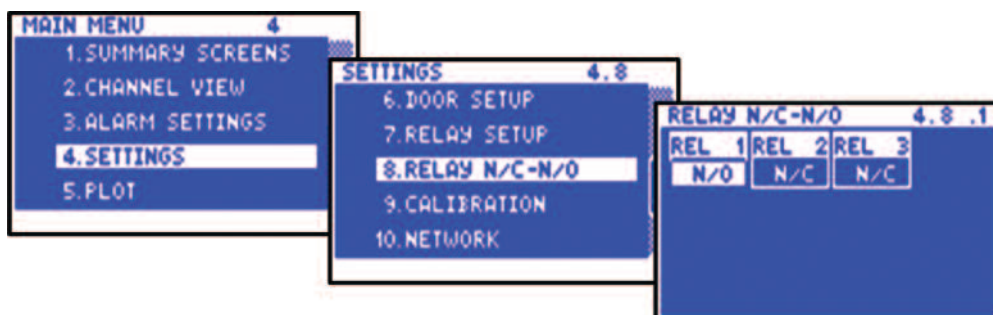 MAIN MENU 4
1.SUMMARY SCREENS
2.CHANNEL VIEW
3.ALARM SETTINGS
4.SETTINGS
5.PLOT
SETTINGS 4.8
6.DOOR SETUP
7.RELAY SETUP
8.RELAY N/C-N/O
9.CALIBRATION
10.NETWORK
RELAY N/C-N/O 4.8 .1
REL 1 REL 2 REL 3
N/O N/C N/C